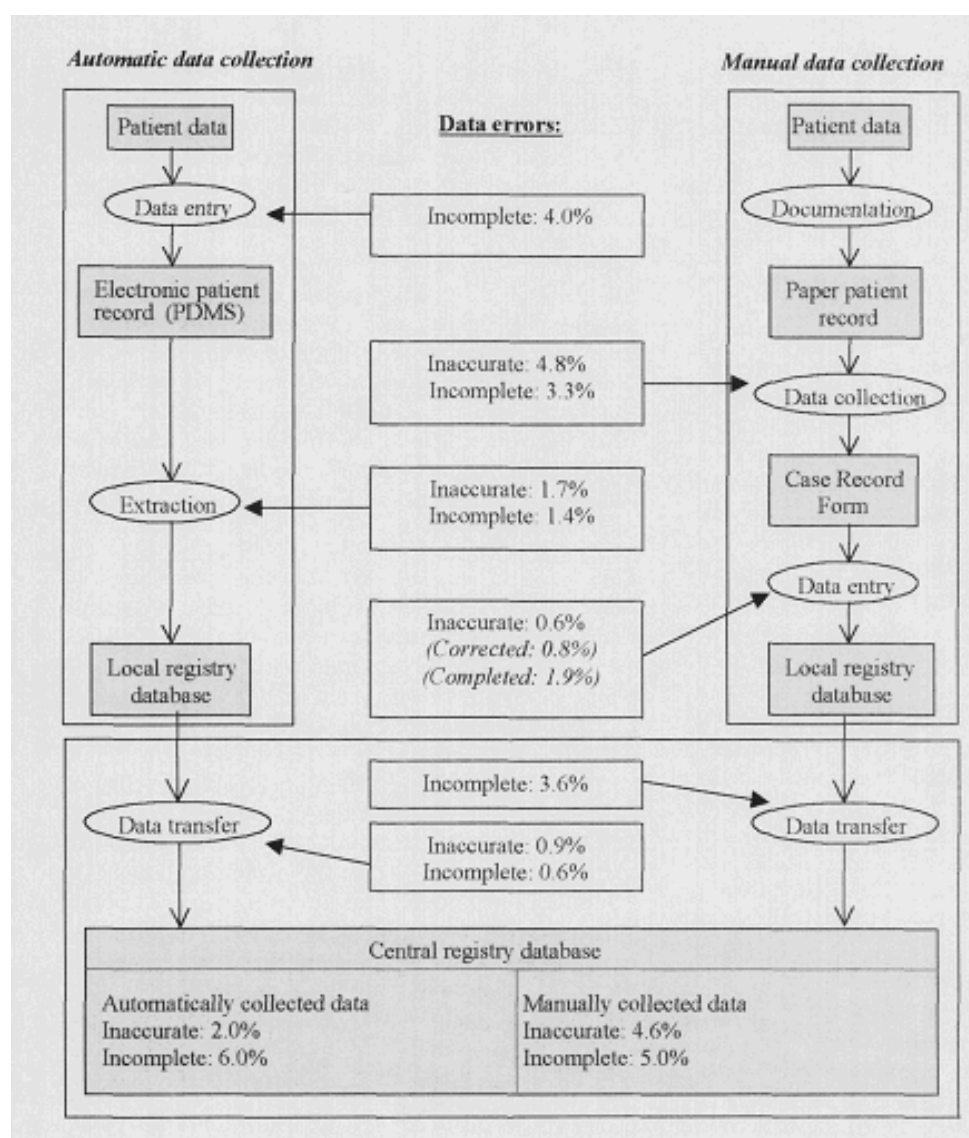 Automatic data collection
Manual data collection
Patient data
Data errors:
Patient data
Data entry
Incomplete: 4.0%
Documentation
Electronic patient
record (PDMS)
Paper patient
record
Inaccurate: 4.8%
Incomplete: 3.3%
Data collection
Extraction
Inaccurate: 1.7%
Incomplete: 1.4%
Case Record
Form
Data entry
Inaccurate: 0.6%
(Corrected: 0.8%)
(Completed: 1.9%)
Local registry
database
Local registry
database
Incomplete: 3.6%
Data transfer
Data transfer
Inaccurate: 0.9%
Incomplete: 0.6%
Central registry database
Automatically collected data
Inaccurate: 2.0%
Incomplete: 6.0%
Manually collected data
Inaccurate: 4.6%
Incomplete: 5.0%